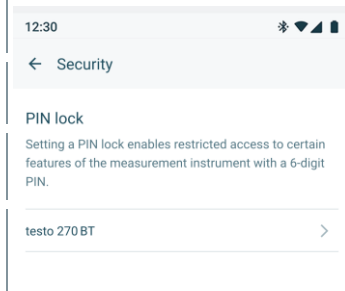 12:30
Security
PIN lock
Setting a PIN lock enables restricted access to certain
features of the measurement instrument with a 6-digit
PIN.
testo 270 BT